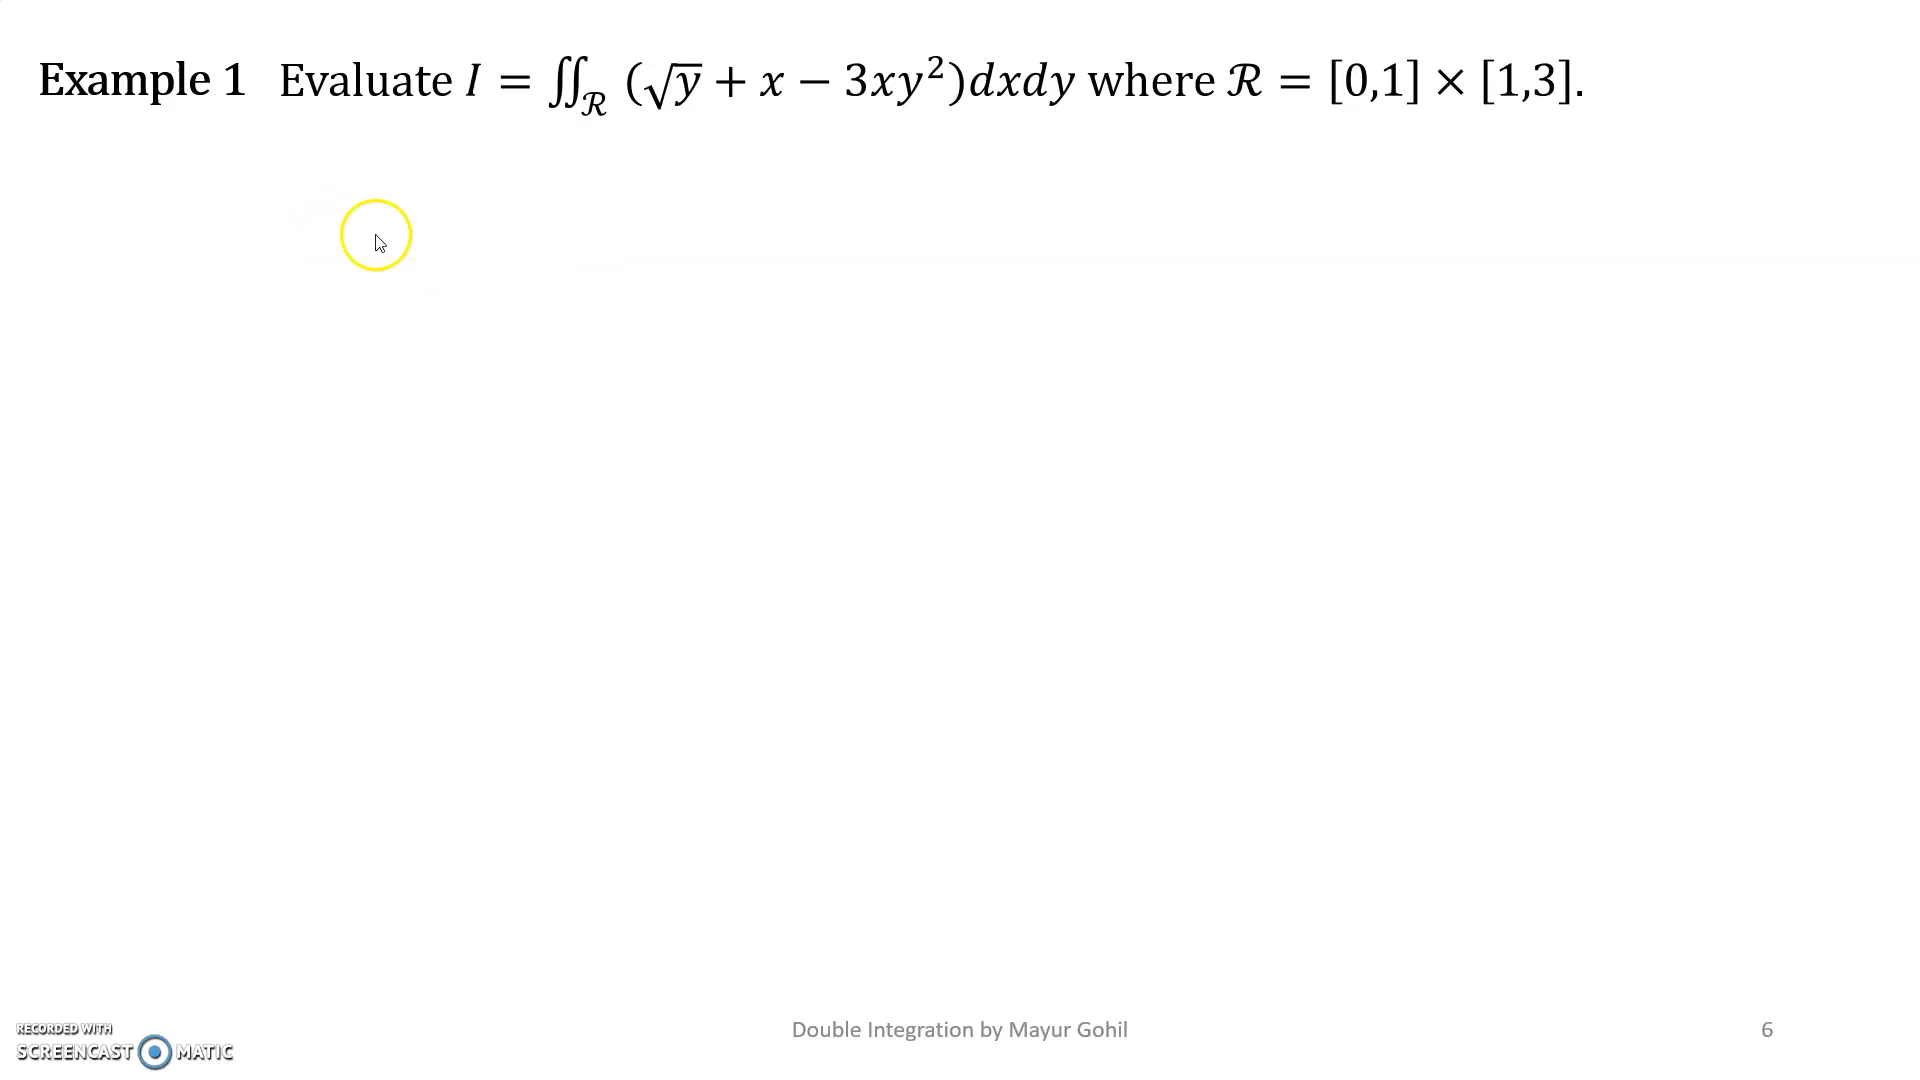 Example 1 Evaluate 𝐼 = ∬_ℛ (√𝑦 + 𝑥 − 3𝑥𝑦²)𝑑𝑥𝑑𝑦 where ℛ = [0,1] × [1,3].
Double Integration by Mayur Gohil
6
RECORDED WITH
SCREENCAST MATIC